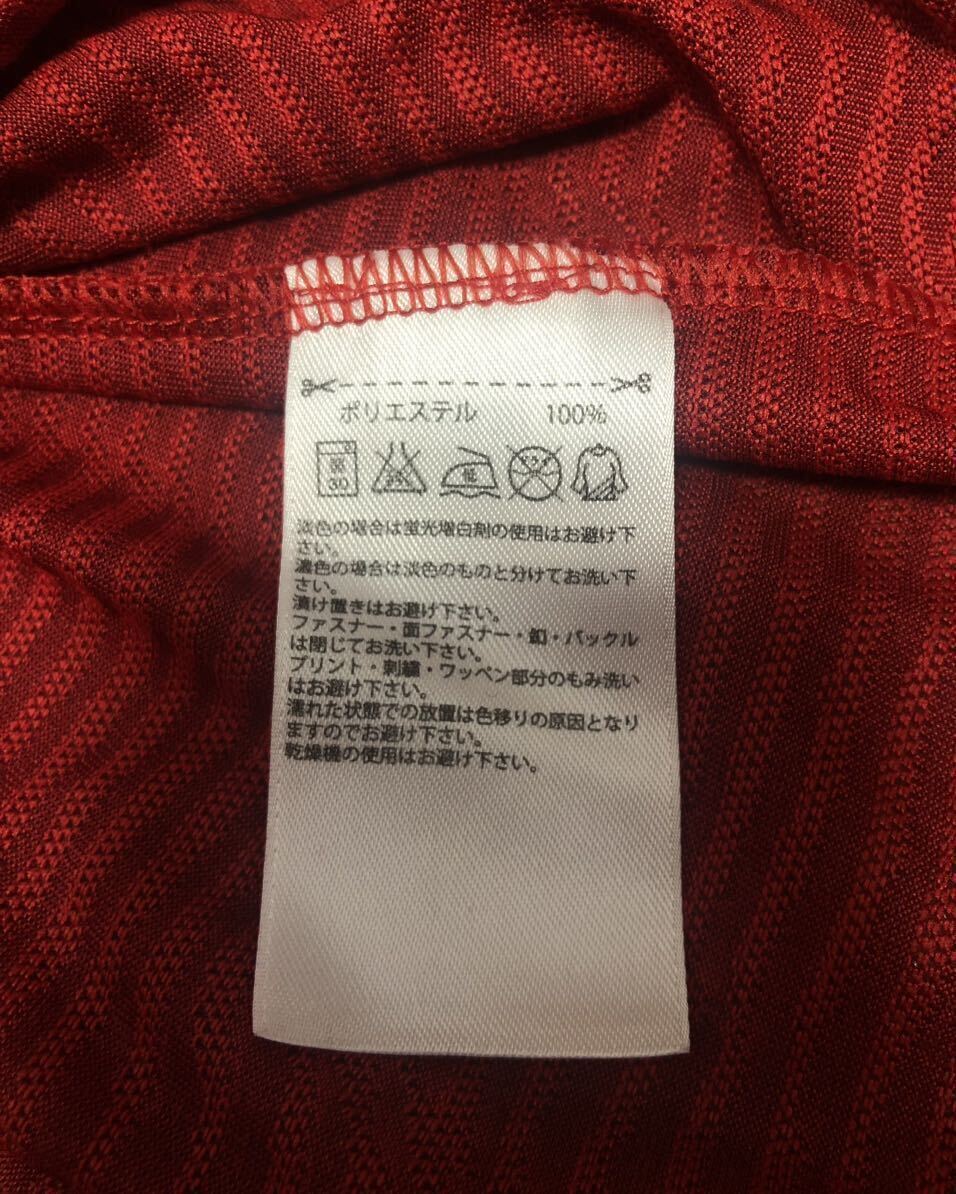 ポリエステル 100%
弱
30
低
淡色の場合は蛍光増白剤の使用はお避け下
さい。
濃色の場合は淡色のものと分けてお洗い下
さい。
漬け置きはお避け下さい。
ファスナー・面ファスナー・釦・バックル
は閉じてお洗い下さい。
プリント・刺繍・ワッペン部分のもみ洗い
はお避け下さい。
濡れた状態での放置は色移りの原因となり
ますのでお避け下さい。
乾燥機の使用はお避け下さい。